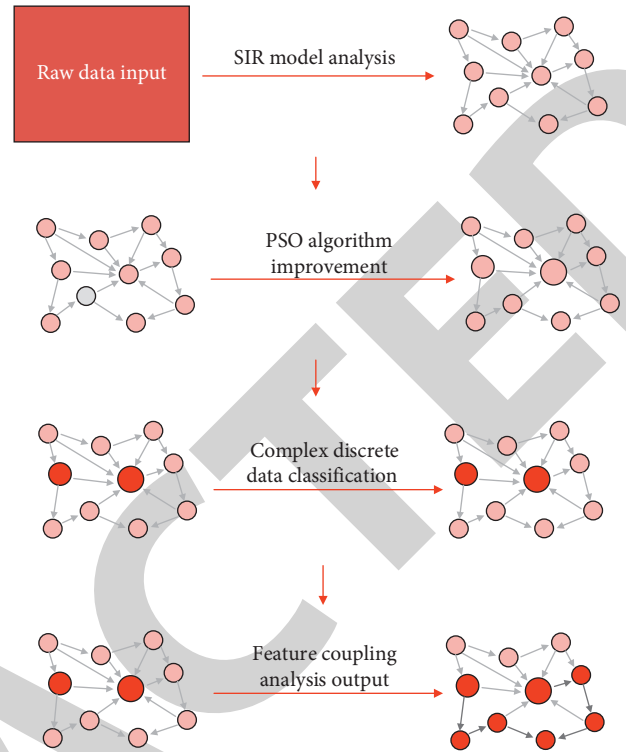 Raw data input
SIR model analysis
PSO algorithm
improvement
Complex discrete
data classification
Feature coupling
analysis output